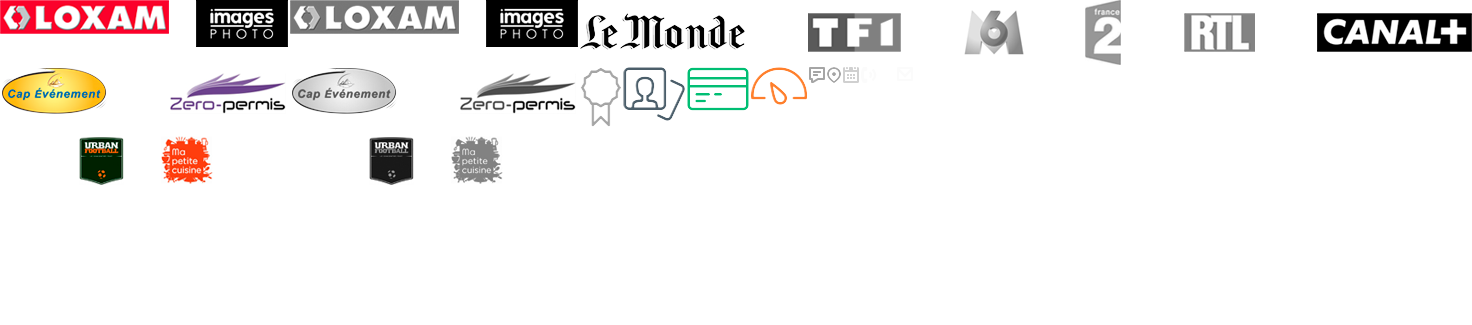 LOXAM
images
PHOTO
LOXAM
images
PHOTO
Le Monde
TF1
M6
france
2
RTL
CANAL+
Cap Événement
Zero-permis
Cap Événement
Zero-permis
URBAN
FOOTBALL
Ma
petite
cuisine
URBAN
FOOTBALL
Ma
petite
cuisine